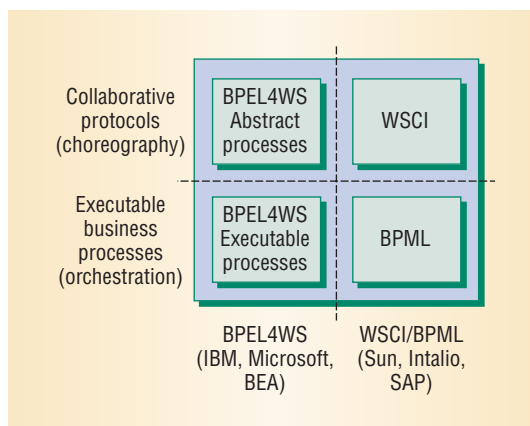 Collaborative
protocols
(choreography)
BPEL4WS
Abstract
processes
WSCI
Executable
business
processes
(orchestration)
BPEL4WS
Executable
processes
BPML
BPEL4WS
(IBM, Microsoft,
BEA)
WSCI/BPML
(Sun, Intalio,
SAP)